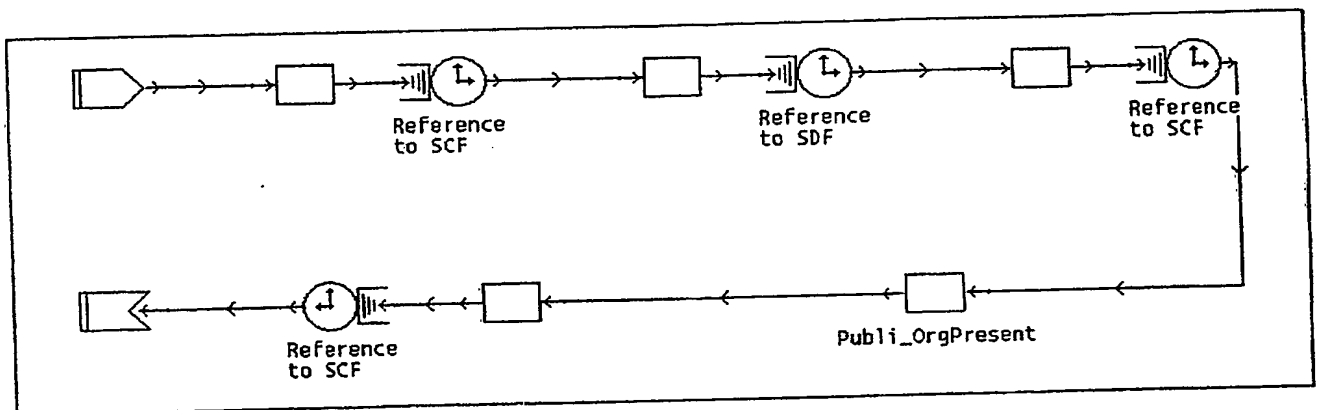 Reference
to SCF
Reference
to SDF
Reference
to SCF
Publi_OrgPresent
Reference
to SCF